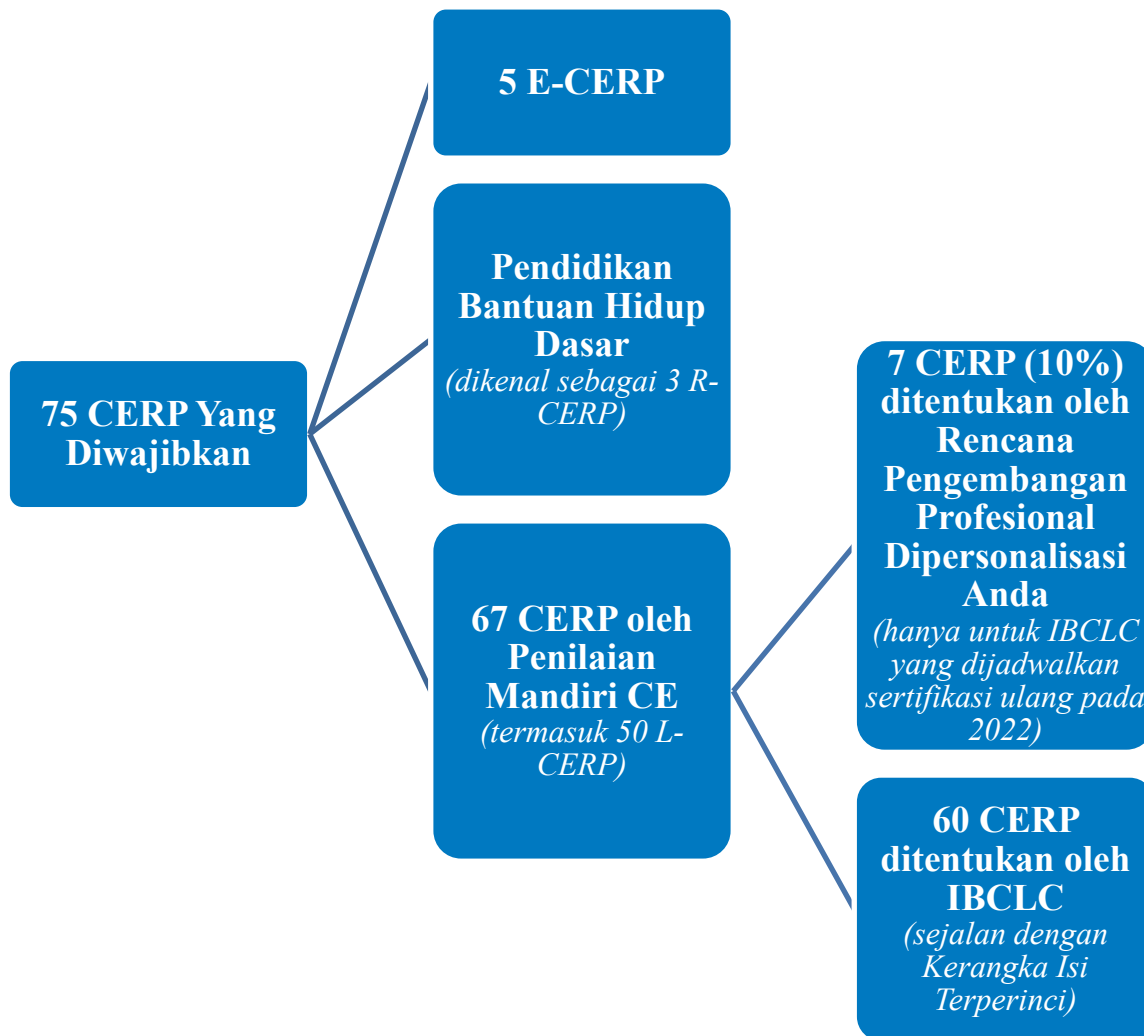 5 E-CERP
Pendidikan
Bantuan Hidup
Dasar
(dikenal sebagai 3 R-
CERP)
75 CERP Yang
Diwajibkan
67 CERP oleh
Penilaian
Mandiri CE
(termasuk 50 L-
CERP)
7 CERP (10%)
ditentukan oleh
Rencana
Pengembangan
Profesional
Dipersonalisasi
Anda
(hanya untuk IBCLC
yang dijadwalkan
sertifikasi ulang pada
2022)
60 CERP
ditentukan oleh
IBCLC
(sejalan dengan
Kerangka Isi
Terperinci)